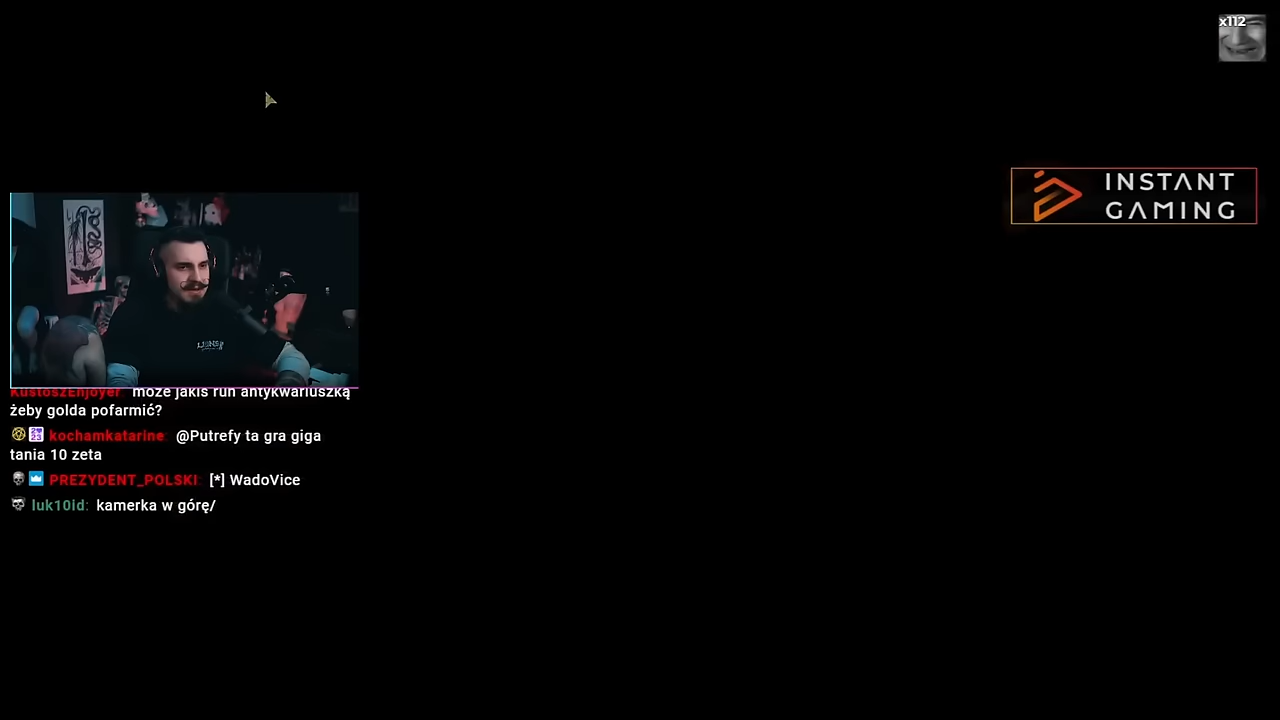 x112
INSTANT
GAMING
KustoszEnjoyer może jakiś run antykwariuszką
żeby golda pofarmić?
kochamkatarine @Putrefy ta gra giga
tania 10 zeta
PREZYDENT_POLSKI [*] WadoVice
luk10id: kamerka w górę/